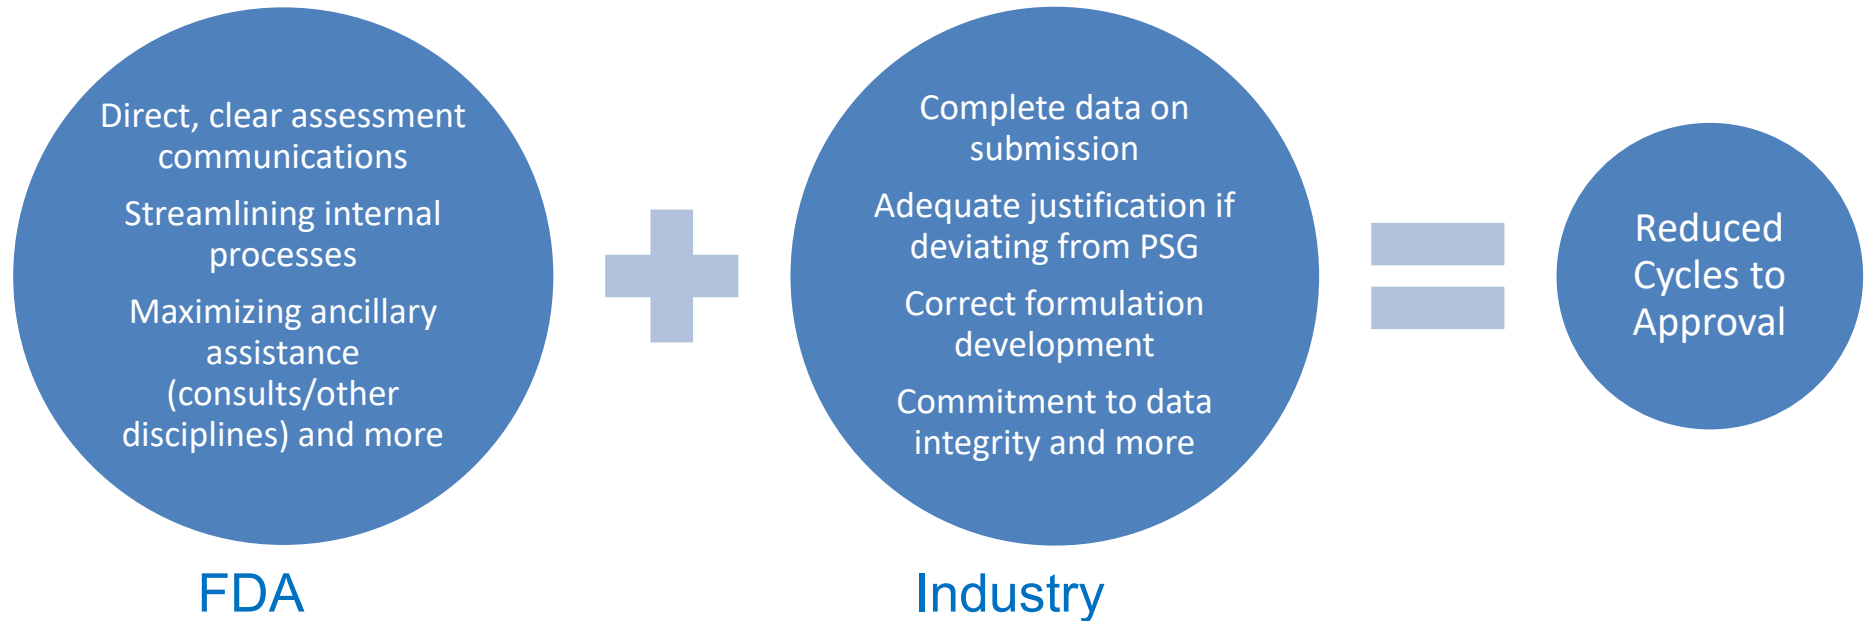 Direct, clear assessment
communications
Streamlining internal
processes
Maximizing ancillary
assistance
(consults/other
disciplines) and more
FDA
Complete data on
submission
Adequate justification if
deviating from PSG
Correct formulation
development
Commitment to data
integrity and more
Industry
Reduced
Cycles to
Approval